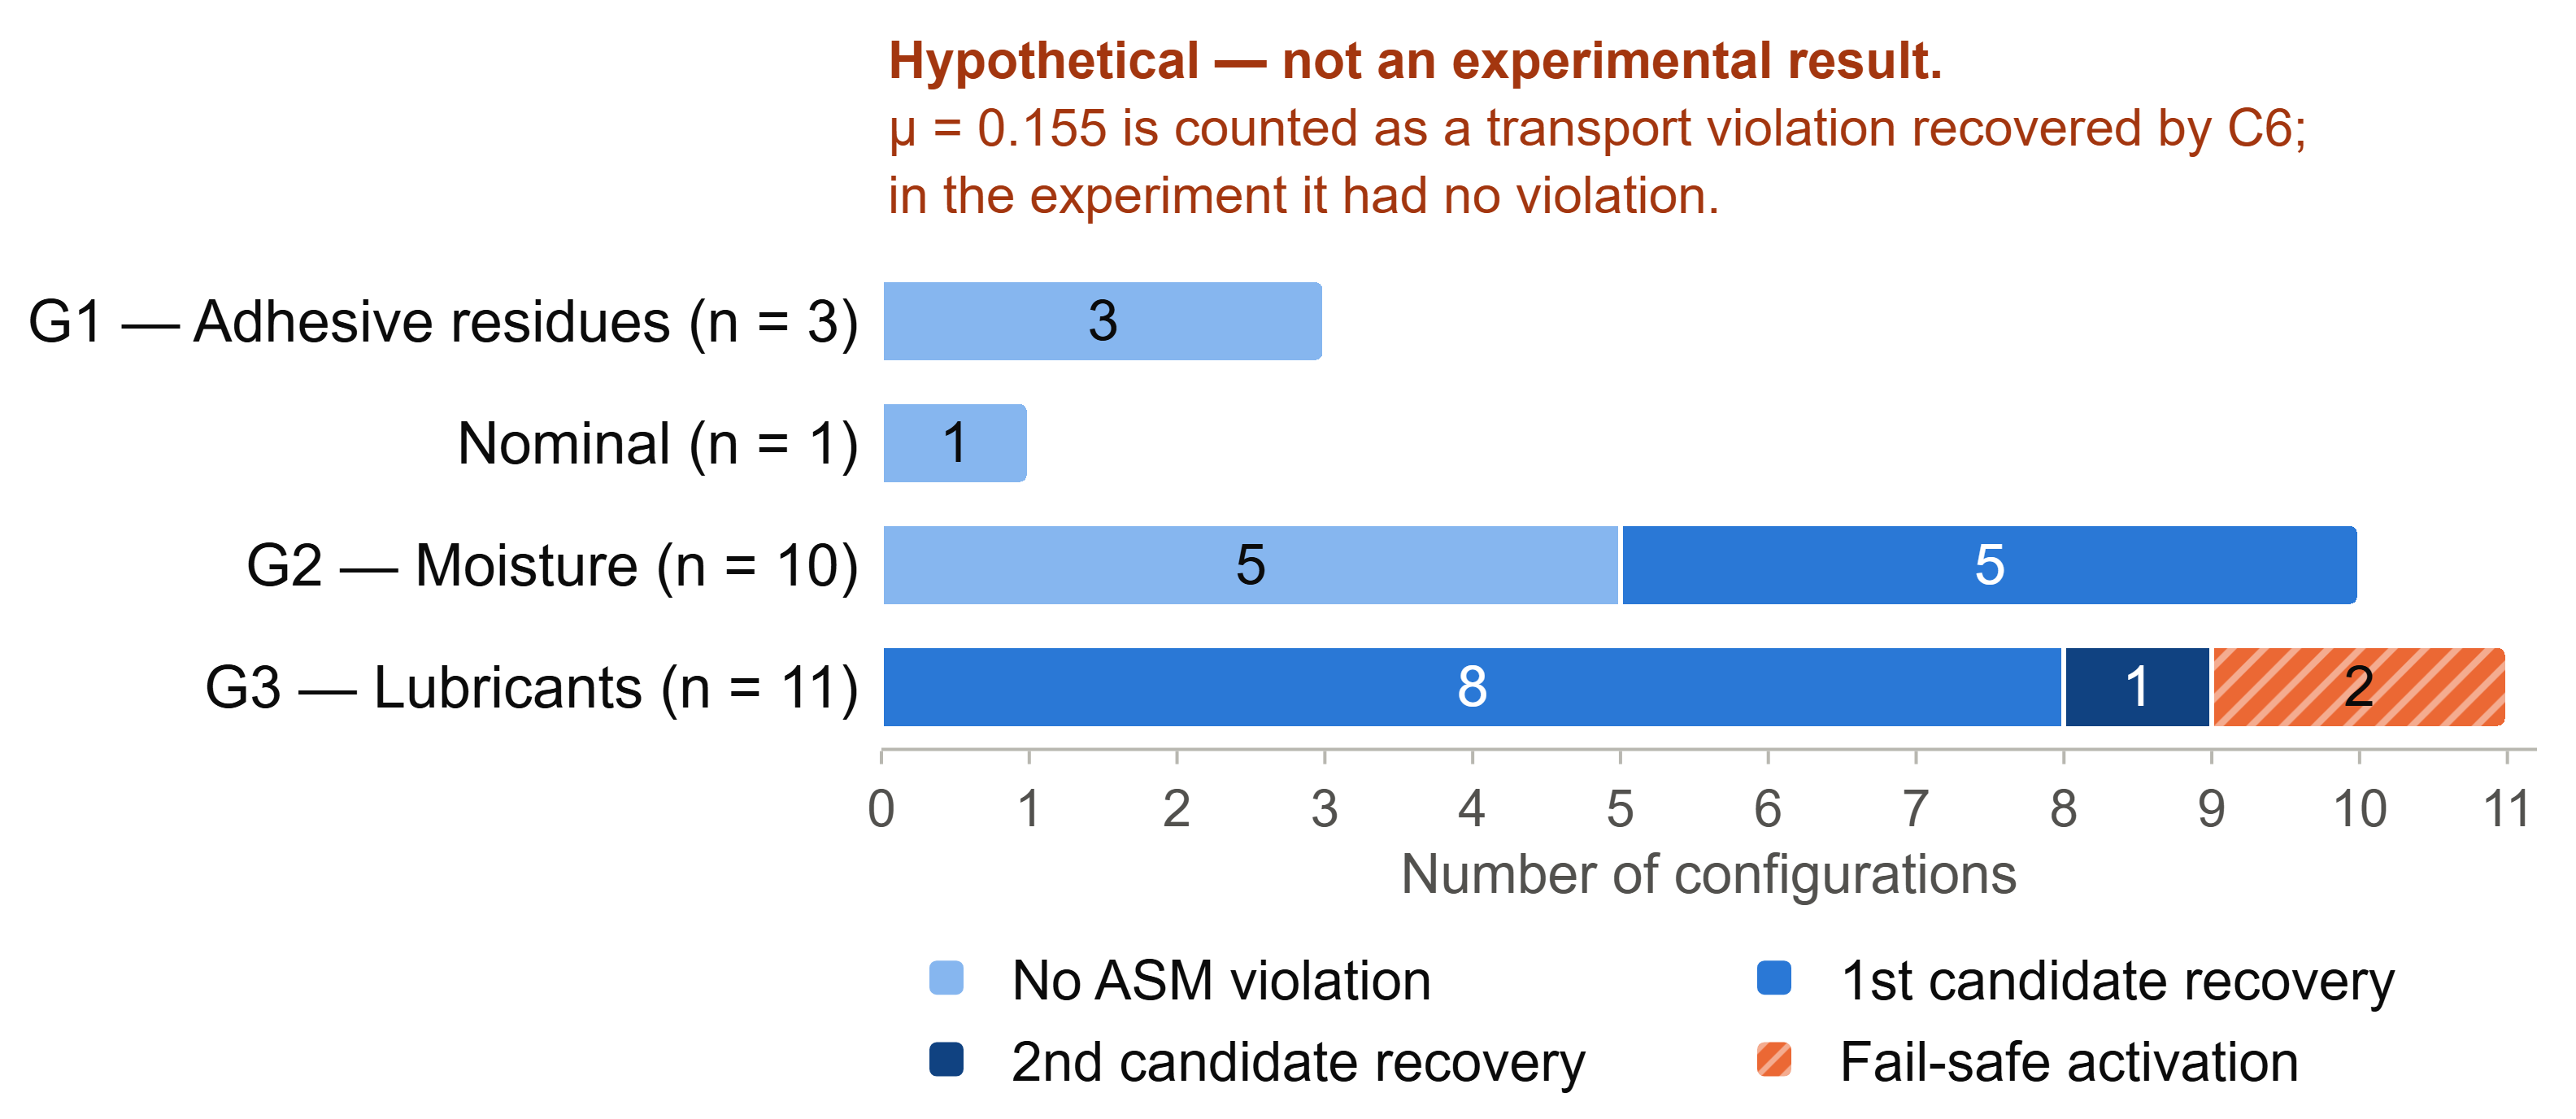 Hypothetical — not an experimental result.
μ = 0.155 is counted as a transport violation recovered by C6;
in the experiment it had no violation.
G1 — Adhesive residues (n = 3)
3
Nominal (n = 1)
1
G2 — Moisture (n = 10)
5
5
G3 — Lubricants (n = 11)
8
1
2
0 1 2 3 4 5 6 7 8 9 10 11
Number of configurations
No ASM violation
1st candidate recovery
2nd candidate recovery
Fail-safe activation